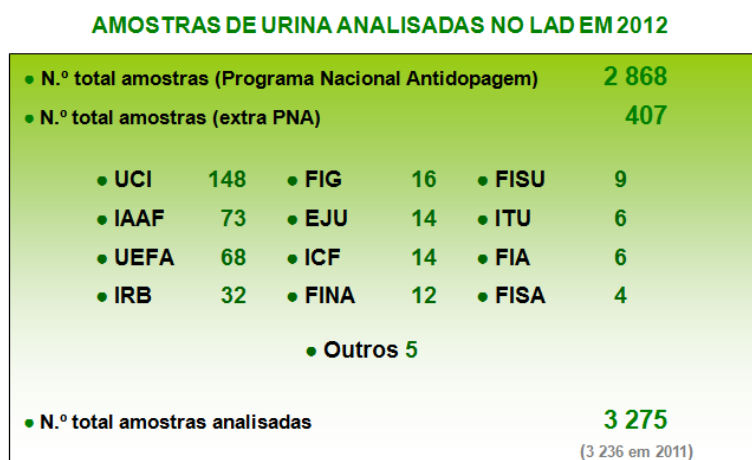 AMOSTRAS DE URINA ANALISADAS NO LAD EM 2012
• N.º total amostras (Programa Nacional Antidopagem) 2 868
• N.º total amostras (extra PNA) 407
• UCI 148 • FIG 16 • FISU 9
• IAAF 73 • EJU 14 • ITU 6
• UEFA 68 • ICF 14 • FIA 6
• IRB 32 • FINA 12 • FISA 4
• Outros 5
• N.º total amostras analisadas 3 275
(3 236 em 2011)